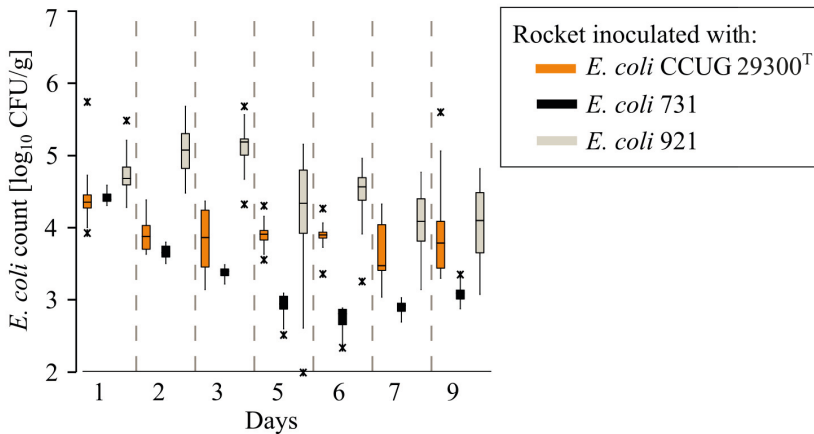 E. coli count [log10 CFU/g]
7
6
5
4
3
2
1 2 3 5 6 7 9
Days
Rocket inoculated with:
E. coli CCUG 29300T
E. coli 731
E. coli 921